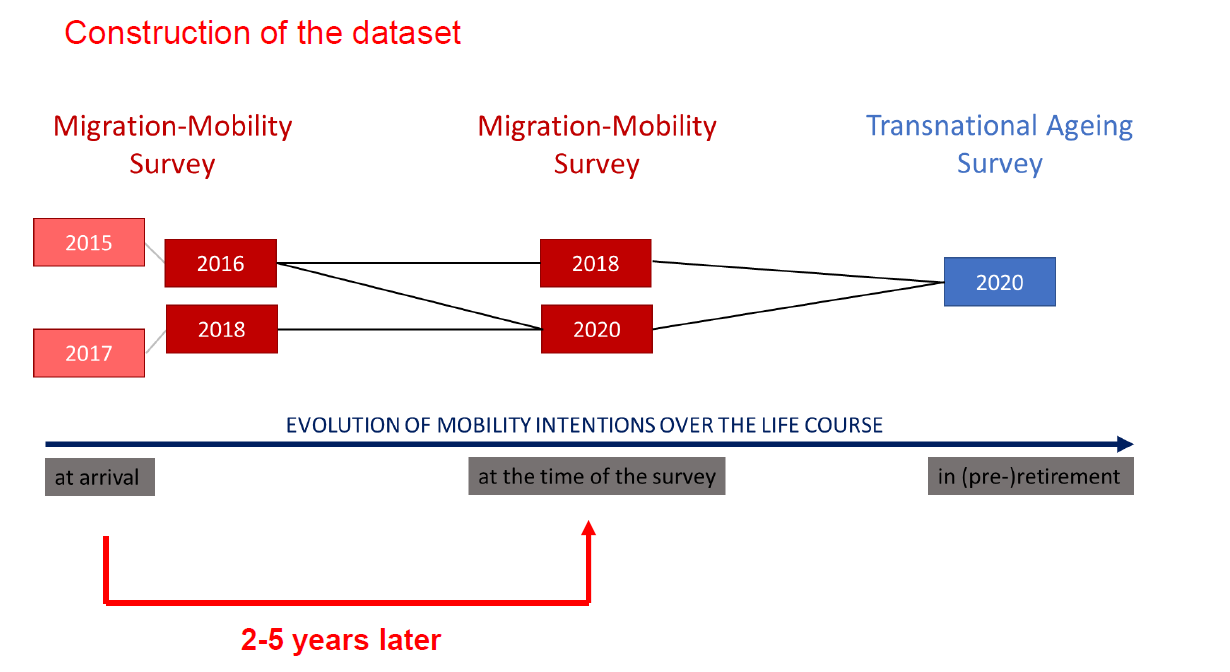 Construction of the dataset
Migration-Mobility
Survey
Migration-Mobility
Survey
Transnational Ageing
Survey
2015
2016
2018
2020
2017
2018
2020
EVOLUTION OF MOBILITY INTENTIONS OVER THE LIFE COURSE
at arrival
at the time of the survey
in (pre-)retirement
2-5 years later